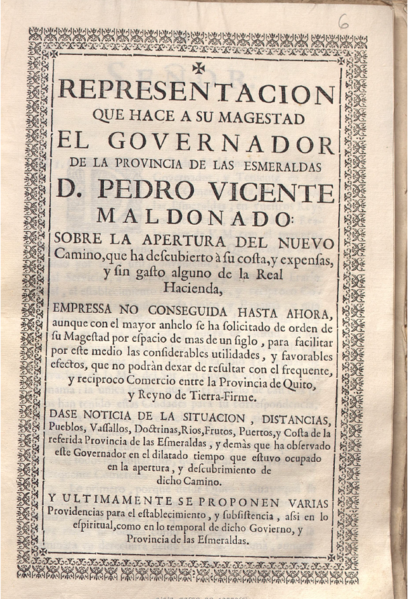 6
REPRESENTACION
QUE HACE A SU MAGESTAD
EL GOVERNADOR
DE LA PROVINCIA DE LAS ESMERALDAS
D. PEDRO VICENTE
MALDONADO:
SOBRE LA APERTURA DEL NUEVO
Camino, que ha descubierto à su costa, y expensas,
y sin gasto alguno de la Real
Hacienda,
EMPRESSA NO CONSEGUIDA HASTA AHORA,
aunque con el mayor anhelo se ha solicitado de orden de
su Magestad por espacio de mas de un siglo, para facilitar
por este medio las considerables utilidades, y favorables
efectos, que no podràn dexar de resultar con el frequente,
y reciproco Comercio entre la Provincia de Quito,
y Reyno de Tierra-Firme.
DASE NOTICIA DE LA SITUACION, DISTANCIAS,
Pueblos, Vassallos, Doctrinas, Rios, Frutos, Puertos, y Costa de la
referida Provincia de las Esmeraldas, y demàs que ha observado
este Governador en el dilatado tiempo que estuvo ocupado
en la apertura, y descubrimiento de
dicho Camino.
Y ULTIMAMENTE SE PROPONEN VARIAS
Providencias para el establecimiento, y subsistencia, assi en lo
espiritual, como en lo temporal de dicho Govierno, y
Provincia de las Esmeraldas.